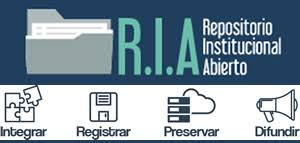 R.I.A
Repositorio
Institucional
Abierto
Integrar Registrar Preservar Difundir